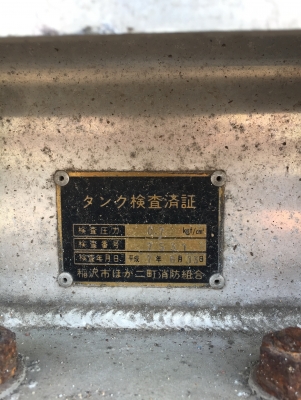 タンク検査済証
検査圧力 kgf/cm²
検査番号
検査年月日 平成 年 月 日
稲沢市ほか二町消防組合